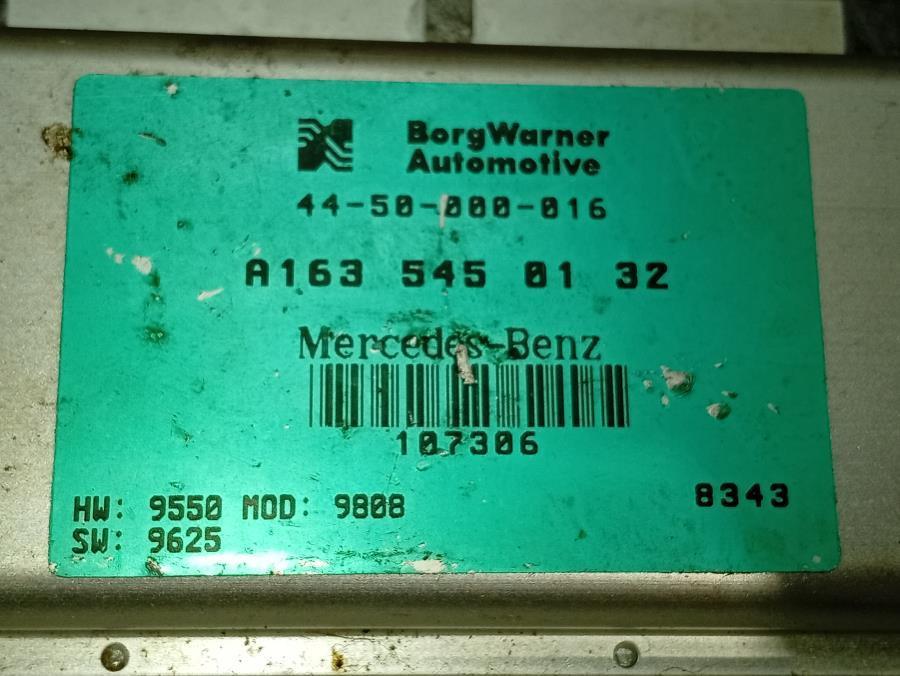 BorgWarner
Automotive
44-50-000-016
A163 545 01 32
Mercedes-Benz
107306
HW: 9550 MOD: 9808
8343
SW: 9625